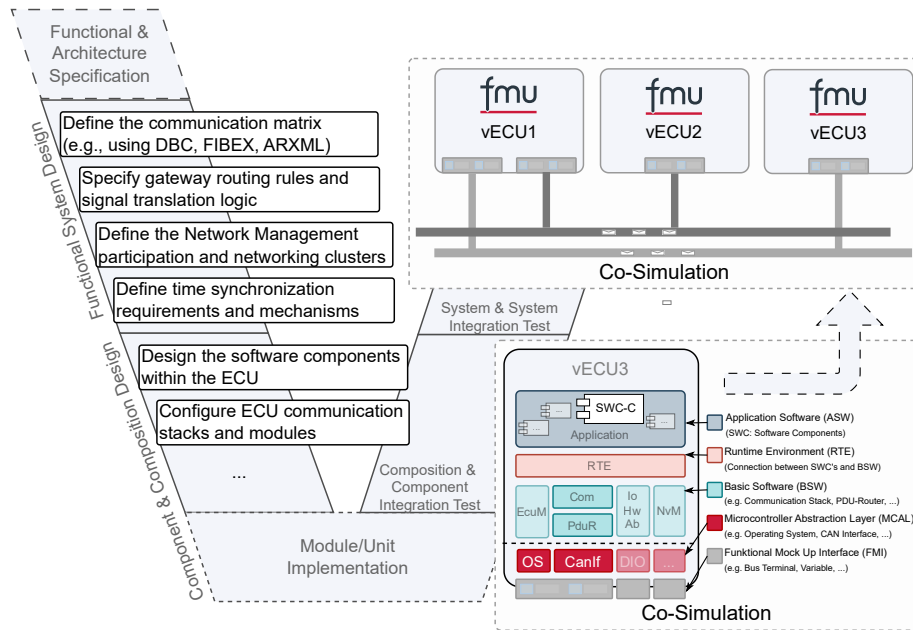 Functional &
Architecture
Specification
Functional System Design
Define the communication matrix
(e.g., using DBC, FIBEX, ARXML)
Specify gateway routing rules and
signal translation logic
Define the Network Management
participation and networking clusters
Define time synchronization
requirements and mechanisms
Component & Composition Design
Design the software components
within the ECU
Configure ECU communication
stacks and modules
...
Module/Unit
Implementation
Composition &
Component
Integration Test
System & System
Integration Test
fmu
vECU1
fmu
vECU2
fmu
vECU3
Co-Simulation
vECU3
SWC-C
...
...
...
Application
RTE
EcuM
Com
PduR
Io
Hw
Ab
NvM
OS
CanIf
DIO
...
Co-Simulation
Application Software (ASW)
(SWC: Software Components)
Runtime Environment (RTE)
(Connection between SWC's and BSW)
Basic Software (BSW)
(e.g. Communication Stack, PDU-Router, ...)
Microcontroller Abstraction Layer (MCAL)
(e.g. Operating System, CAN Interface, ...)
Funktional Mock Up Interface (FMI)
(e.g. Bus Terminal, Variable, ...)